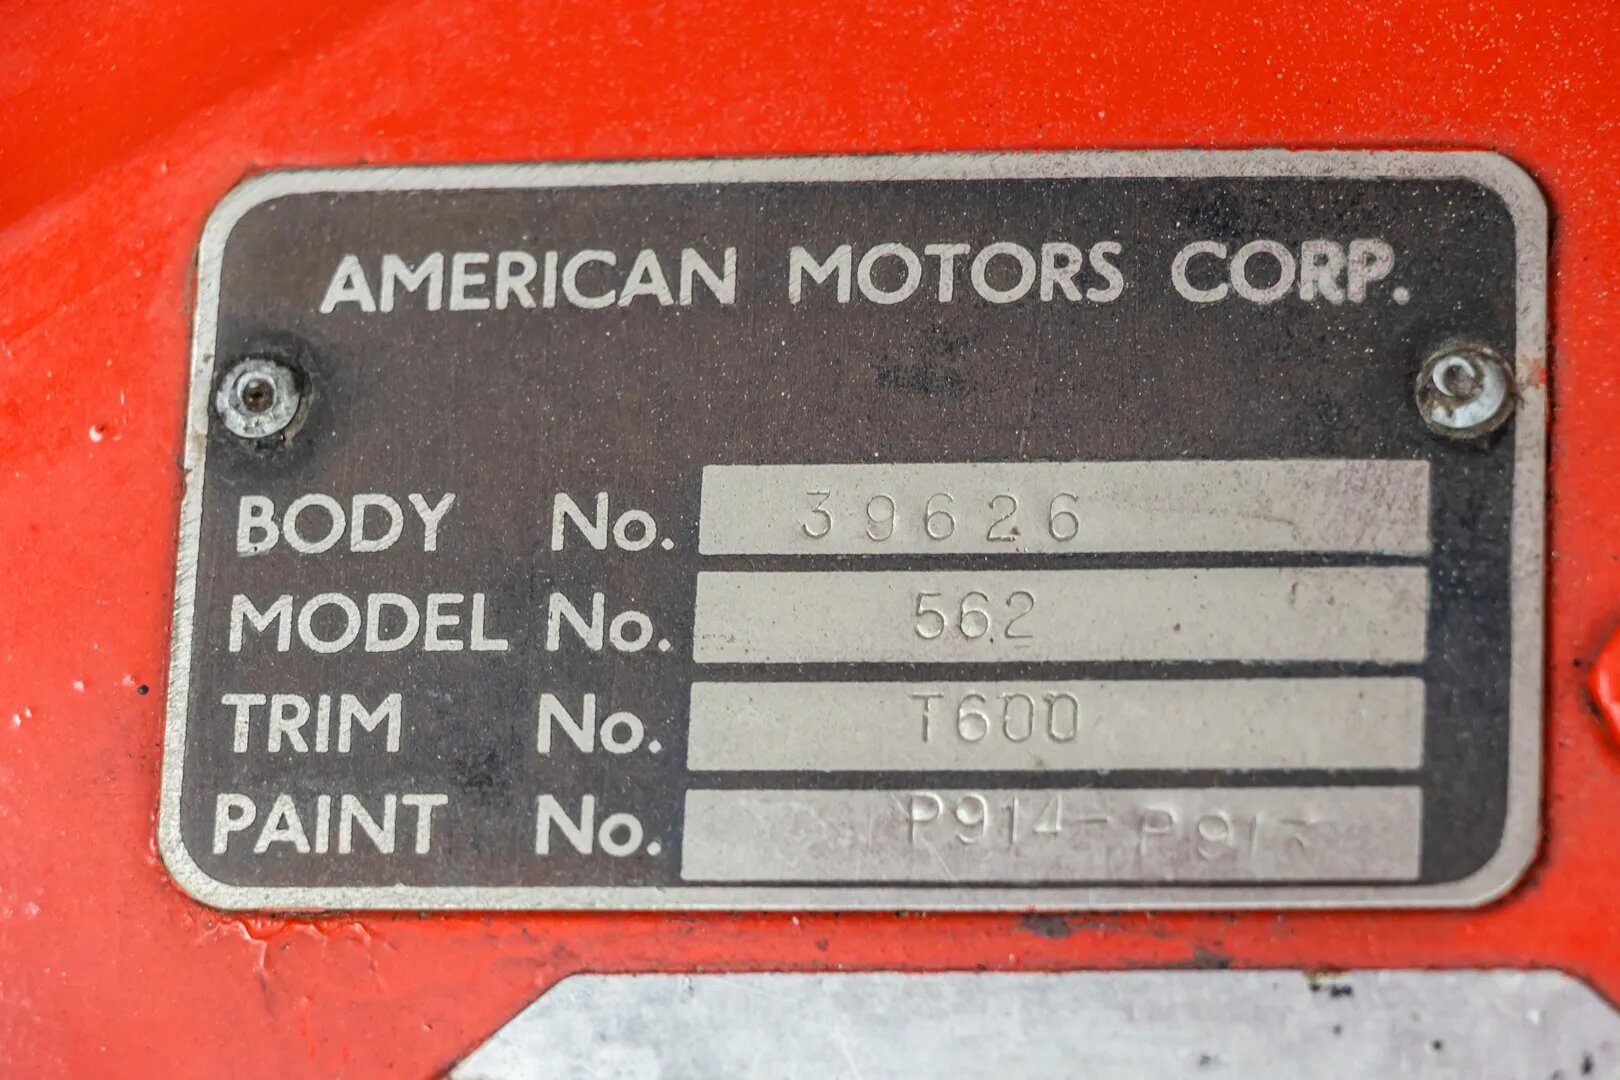 AMERICAN MOTORS CORP.
BODY No. 39626
MODEL No. 562
TRIM No. T600
PAINT No. P914-